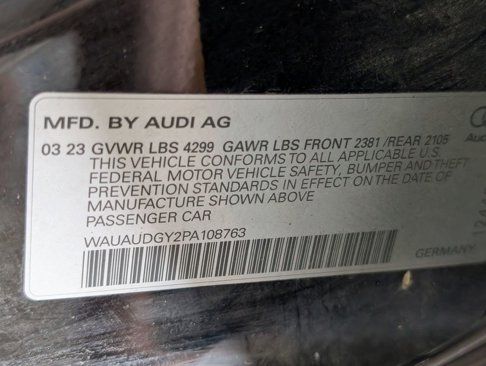 MFD. BY AUDI AG
03 23 GVWR LBS 4299 GAWR LBS FRONT 2381 /REAR 2105
THIS VEHICLE CONFORMS TO ALL APPLICABLE U.S.
FEDERAL MOTOR VEHICLE SAFETY, BUMPER AND THEFT
PREVENTION STANDARDS IN EFFECT ON THE DATE OF
MANUFACTURE SHOWN ABOVE
PASSENGER CAR
WAUAUDGY2PA108763
GERMANY